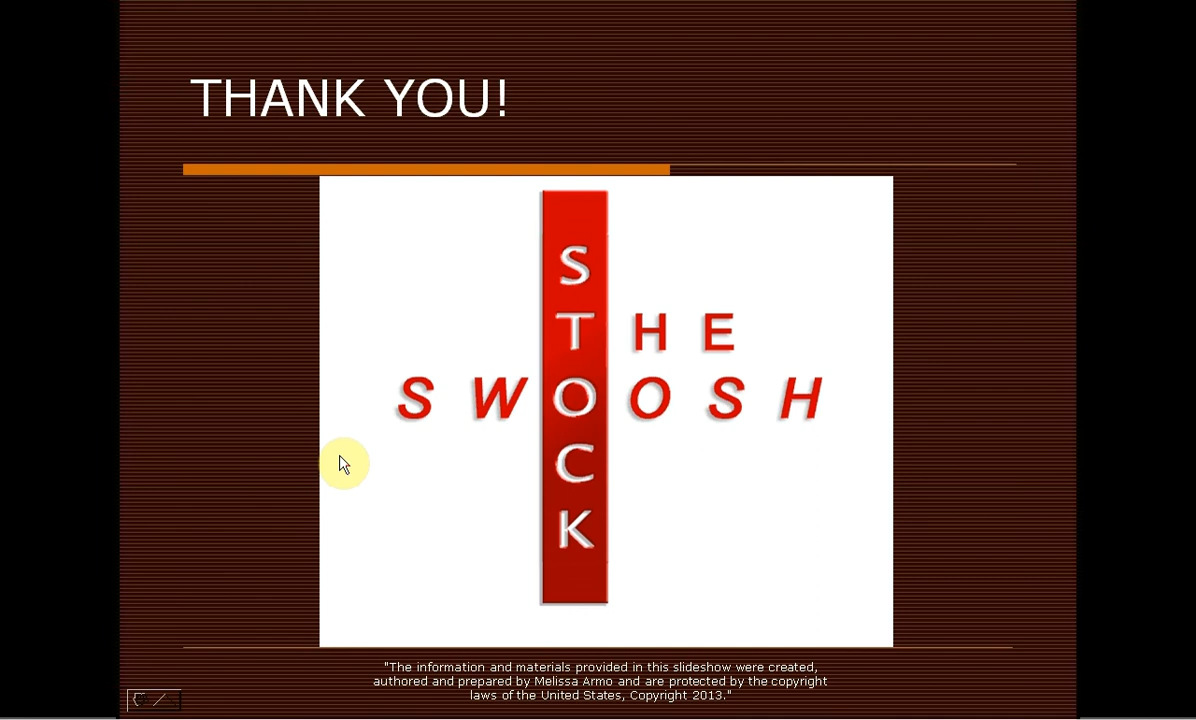 THANK YOU!
STOCK
THE
SWOOSH
"The information and materials provided in this slideshow were created,
authored and prepared by Melissa Armo and are protected by the copyright
laws of the United States, Copyright 2013."